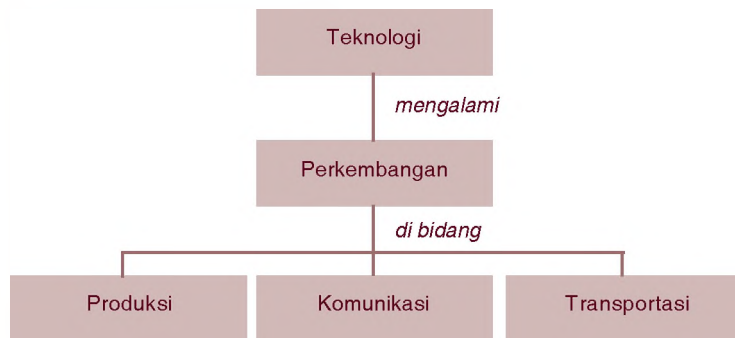 Teknologi
mengalami
Perkembangan
di bidang
Produksi
Komunikasi
Transportasi